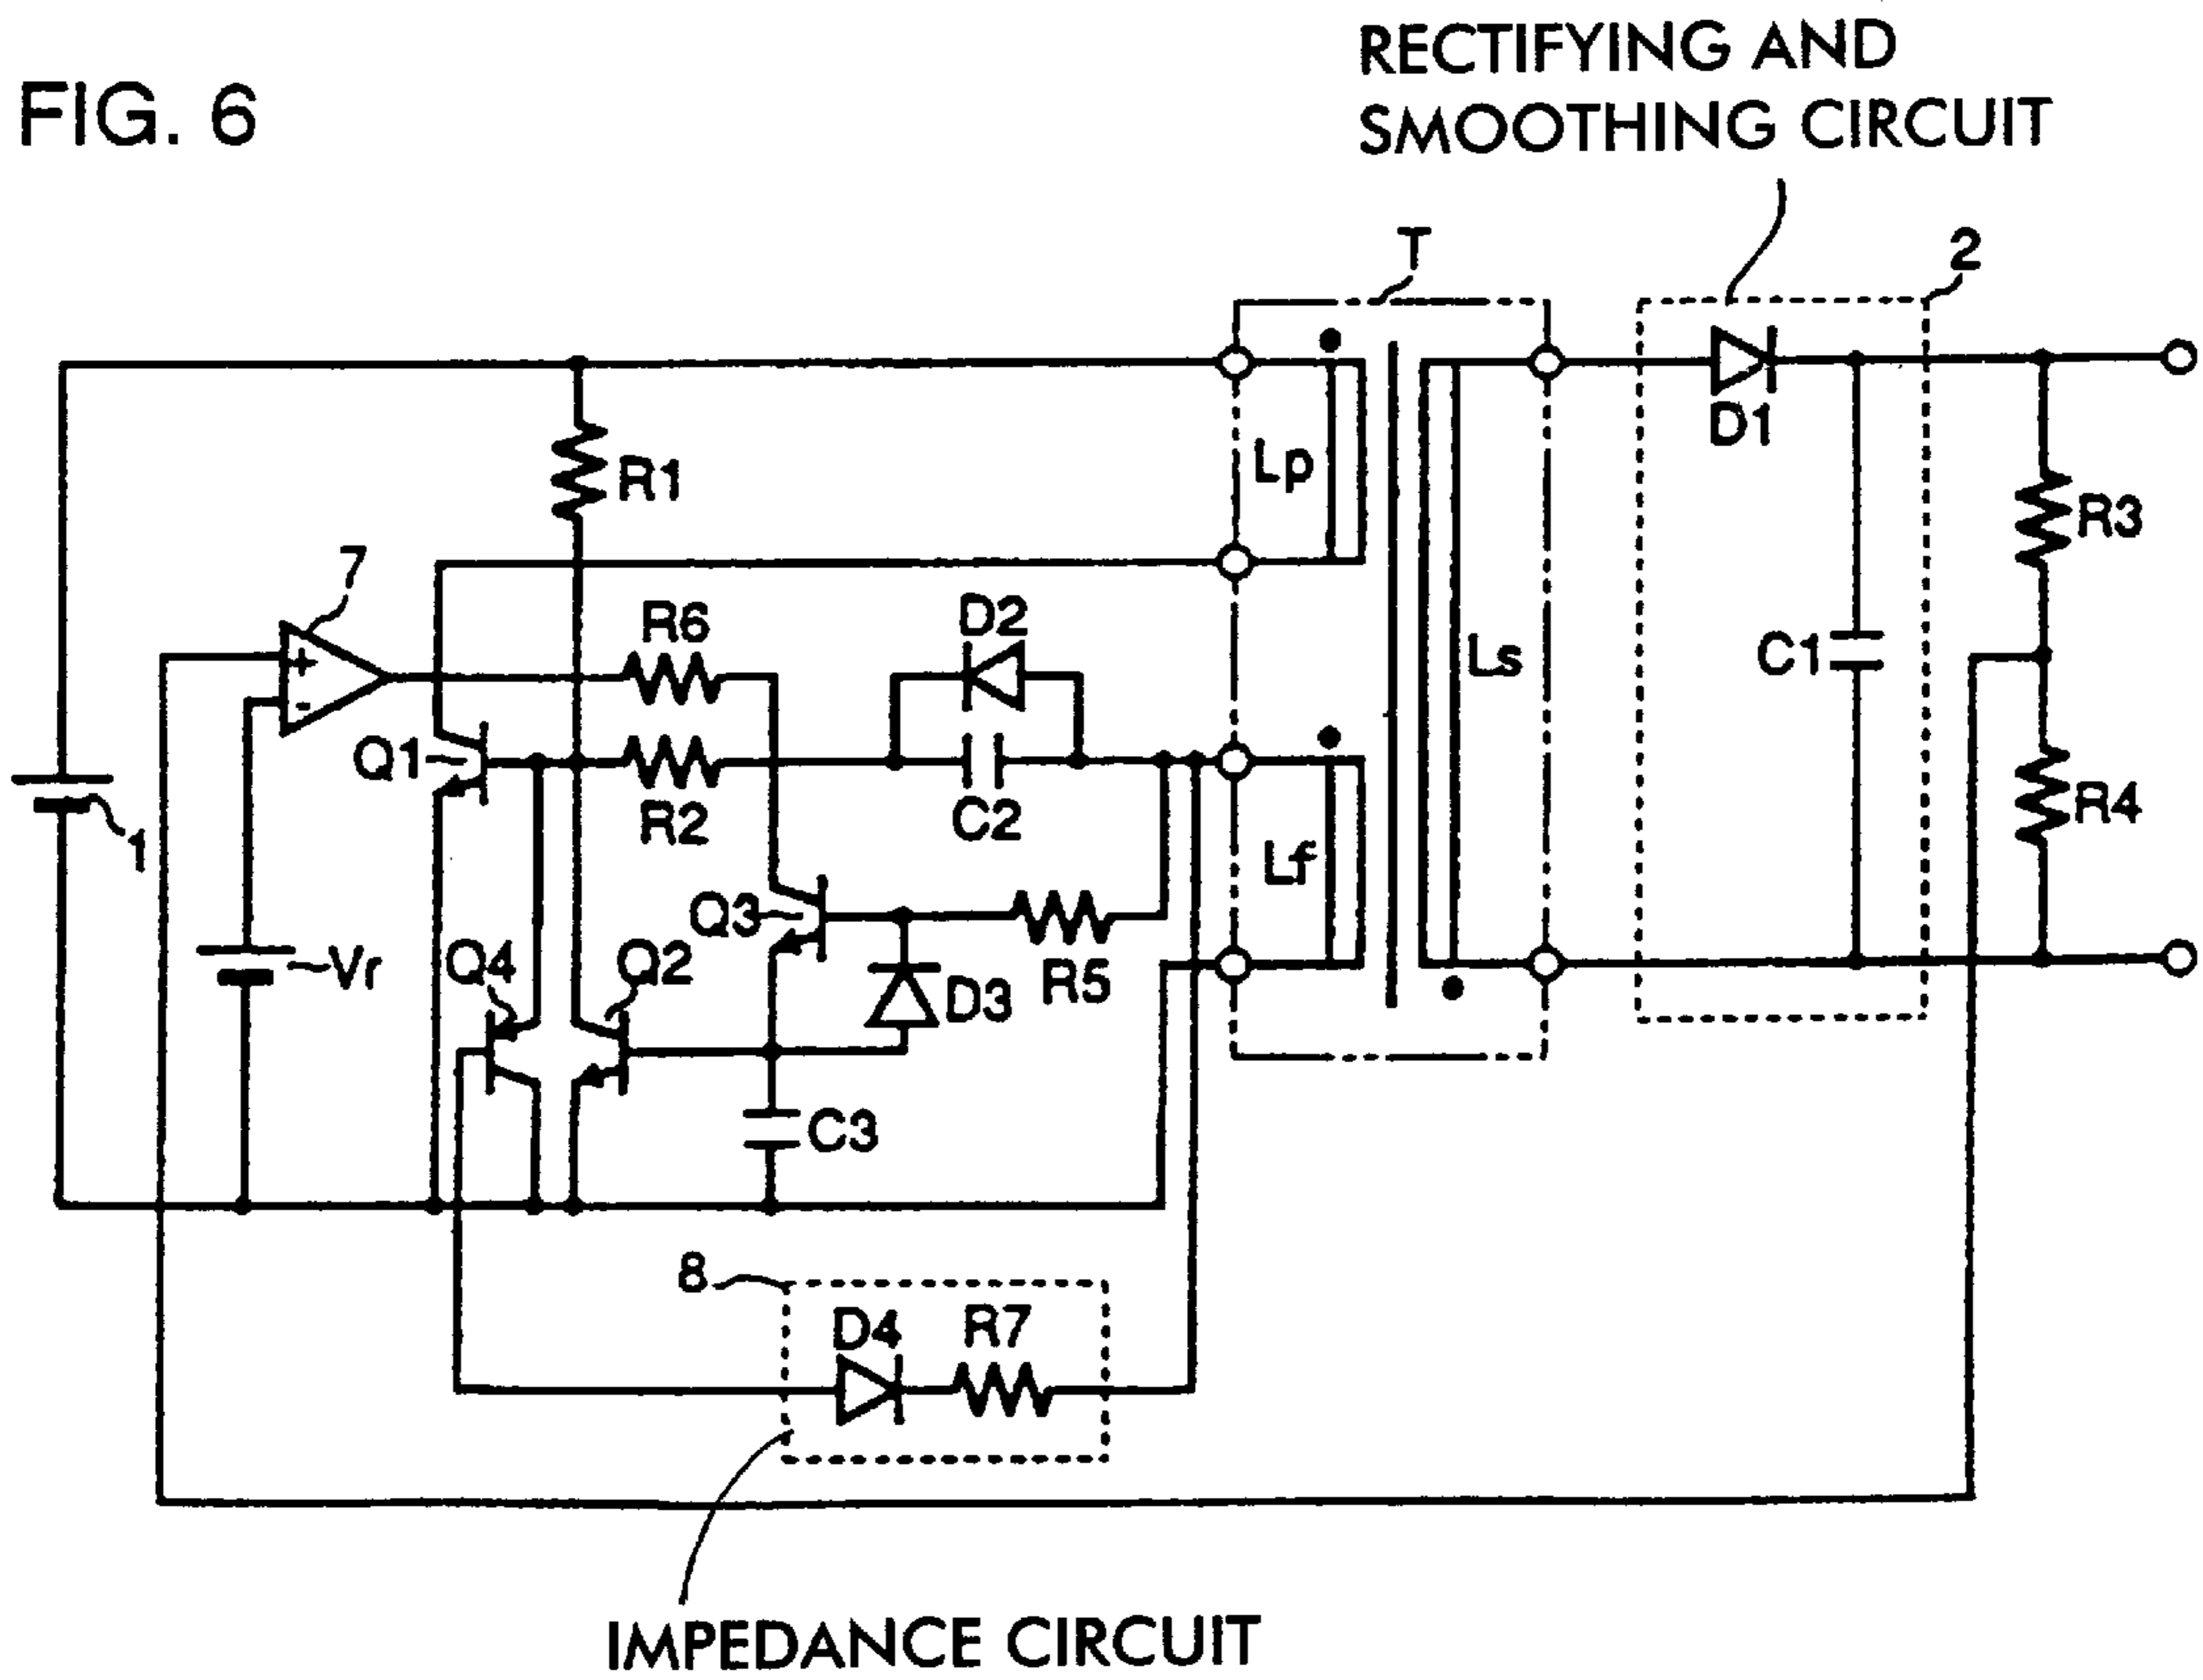 RECTIFYING AND
SMOOTHING CIRCUIT
FIG. 6
T
2
D1
Lp
R1
R3
7
R6
D2
C1
Ls
+
-
Q1
R2
C2
R4
1
Lf
Q3
Vr
Q4
Q2
D3
R5
C3
8
D4
R7
IMPEDANCE CIRCUIT